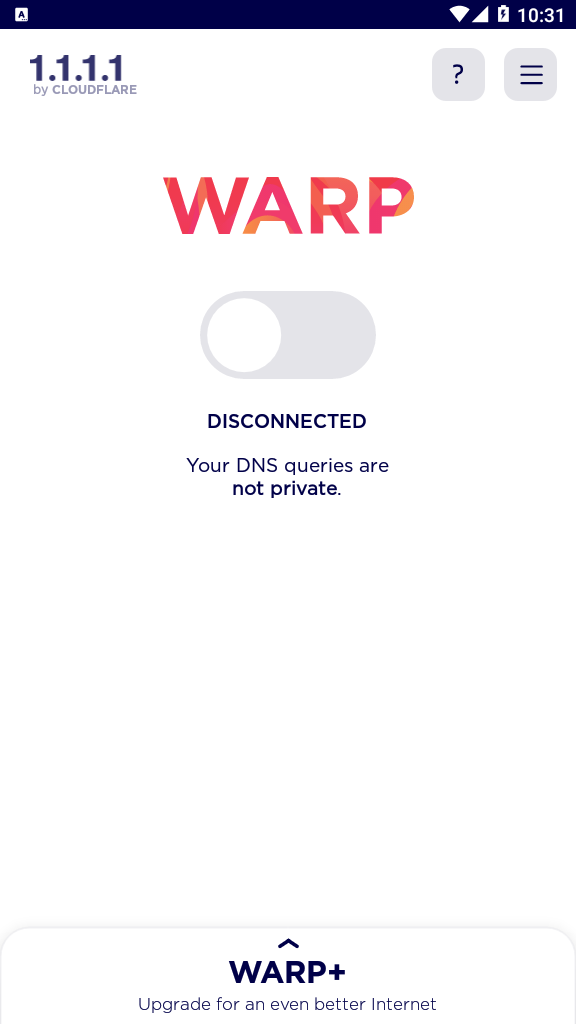 10:31
1.1.1.1
by CLOUDFLARE
?
WARP
DISCONNECTED
Your DNS queries are
not private.
WARP+
Upgrade for an even better Internet